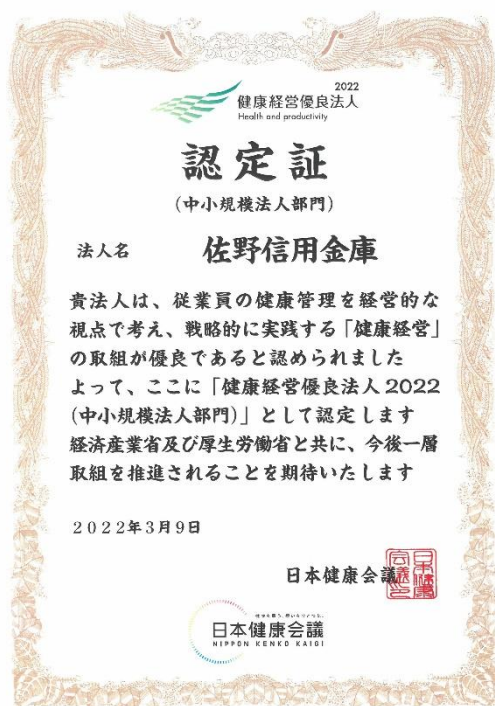 2022
健康経営優良法人
Health and productivity
認定証
(中小規模法人部門)
法人名 佐野信用金庫
貴法人は、従業員の健康管理を経営的な
視点で考え、戦略的に実践する「健康経営」
の取組が優良であると認められました
よって、ここに「健康経営優良法人2022
(中小規模法人部門)」として認定します
経済産業省及び厚生労働省と共に、今後一層
取組を推進されることを期待いたします
2022年3月9日
日本健康会議
日本健康会議
NIPPON KENKO KAIGI